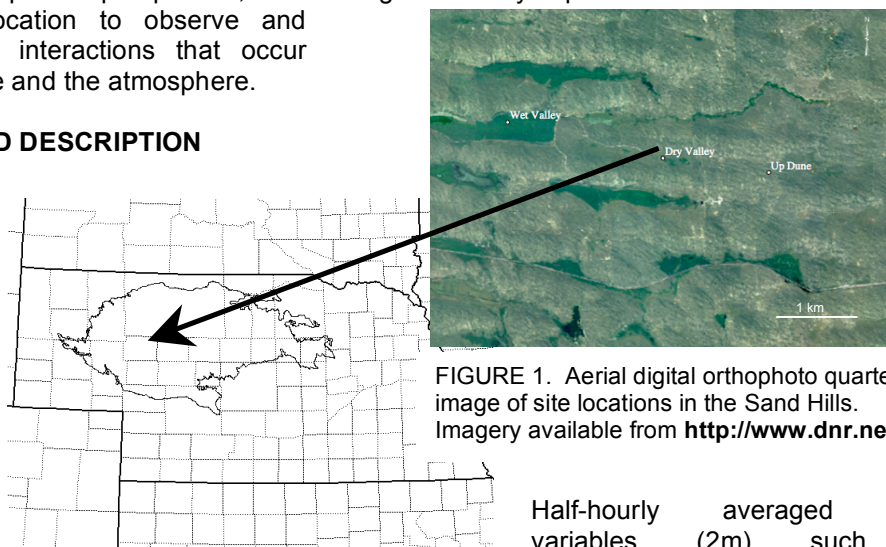 ocation to observe and
interactions that occur
e and the atmosphere.
D DESCRIPTION
N
Wet Valley
Dry Valley
Up Dune
1 km
FIGURE 1. Aerial digital orthophoto quarte
image of site locations in the Sand Hills.
Imagery available from http://www.dnr.ne
Half-hourly averaged
variables (2m) such